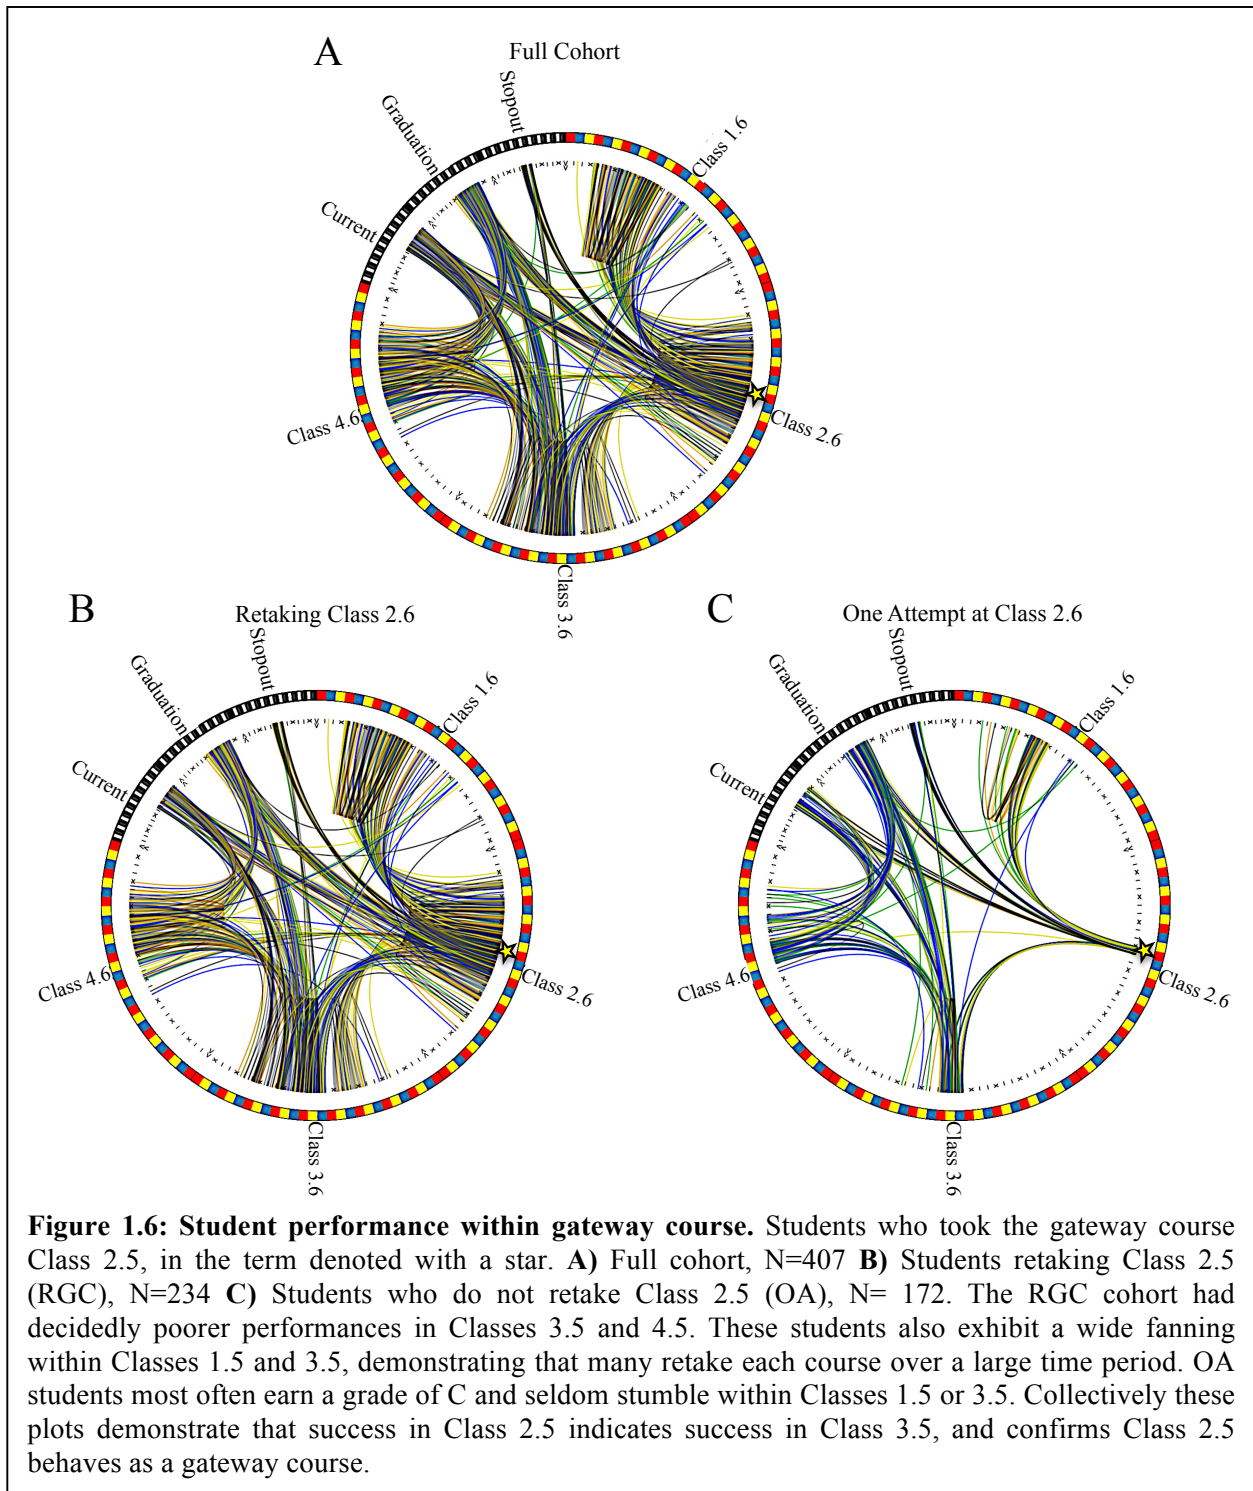 A
Full Cohort
Stopout
Graduation
Current
Class 1.6
Class 2.6
Class 3.6
Class 4.6
B
Retaking Class 2.6
Stopout
Graduation
Current
Class 1.6
Class 2.6
Class 3.6
Class 4.6
C
One Attempt at Class 2.6
Stopout
Graduation
Current
Class 1.6
Class 2.6
Class 3.6
Class 4.6
Figure 1.6: Student performance within gateway course. Students who took the gateway course
Class 2.5, in the term denoted with a star. A) Full cohort, N=407 B) Students retaking Class 2.5
(RGC), N=234 C) Students who do not retake Class 2.5 (OA), N= 172. The RGC cohort had
decidedly poorer performances in Classes 3.5 and 4.5. These students also exhibit a wide fanning
within Classes 1.5 and 3.5, demonstrating that many retake each course over a large time period. OA
students most often earn a grade of C and seldom stumble within Classes 1.5 or 3.5. Collectively these
plots demonstrate that success in Class 2.5 indicates success in Class 3.5, and confirms Class 2.5
behaves as a gateway course.